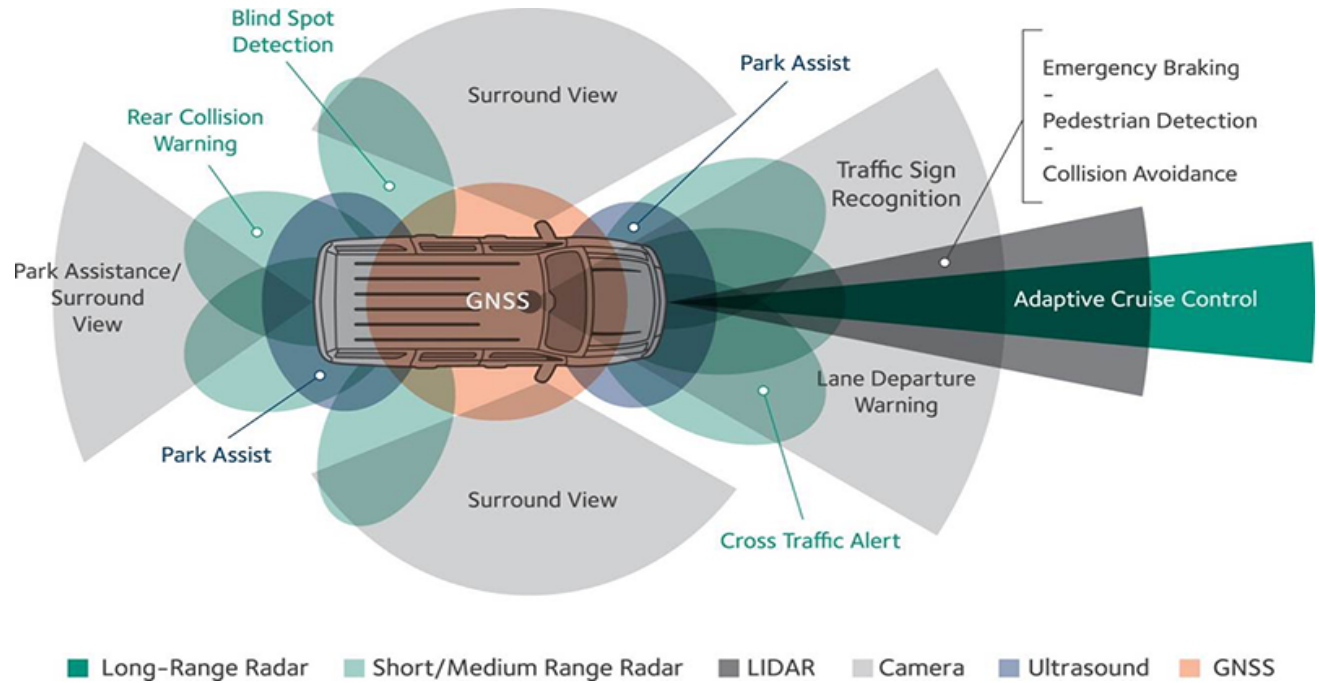 Blind Spot
Detection
Surround View
Park Assist
Emergency Braking
–
Pedestrian Detection
–
Collision Avoidance
Rear Collision
Warning
Traffic Sign
Recognition
Park Assistance/
Surround
View
GNSS
Adaptive Cruise Control
Lane Departure
Warning
Park Assist
Surround View
Cross Traffic Alert
Long-Range Radar
Short/Medium Range Radar
LIDAR
Camera
Ultrasound
GNSS